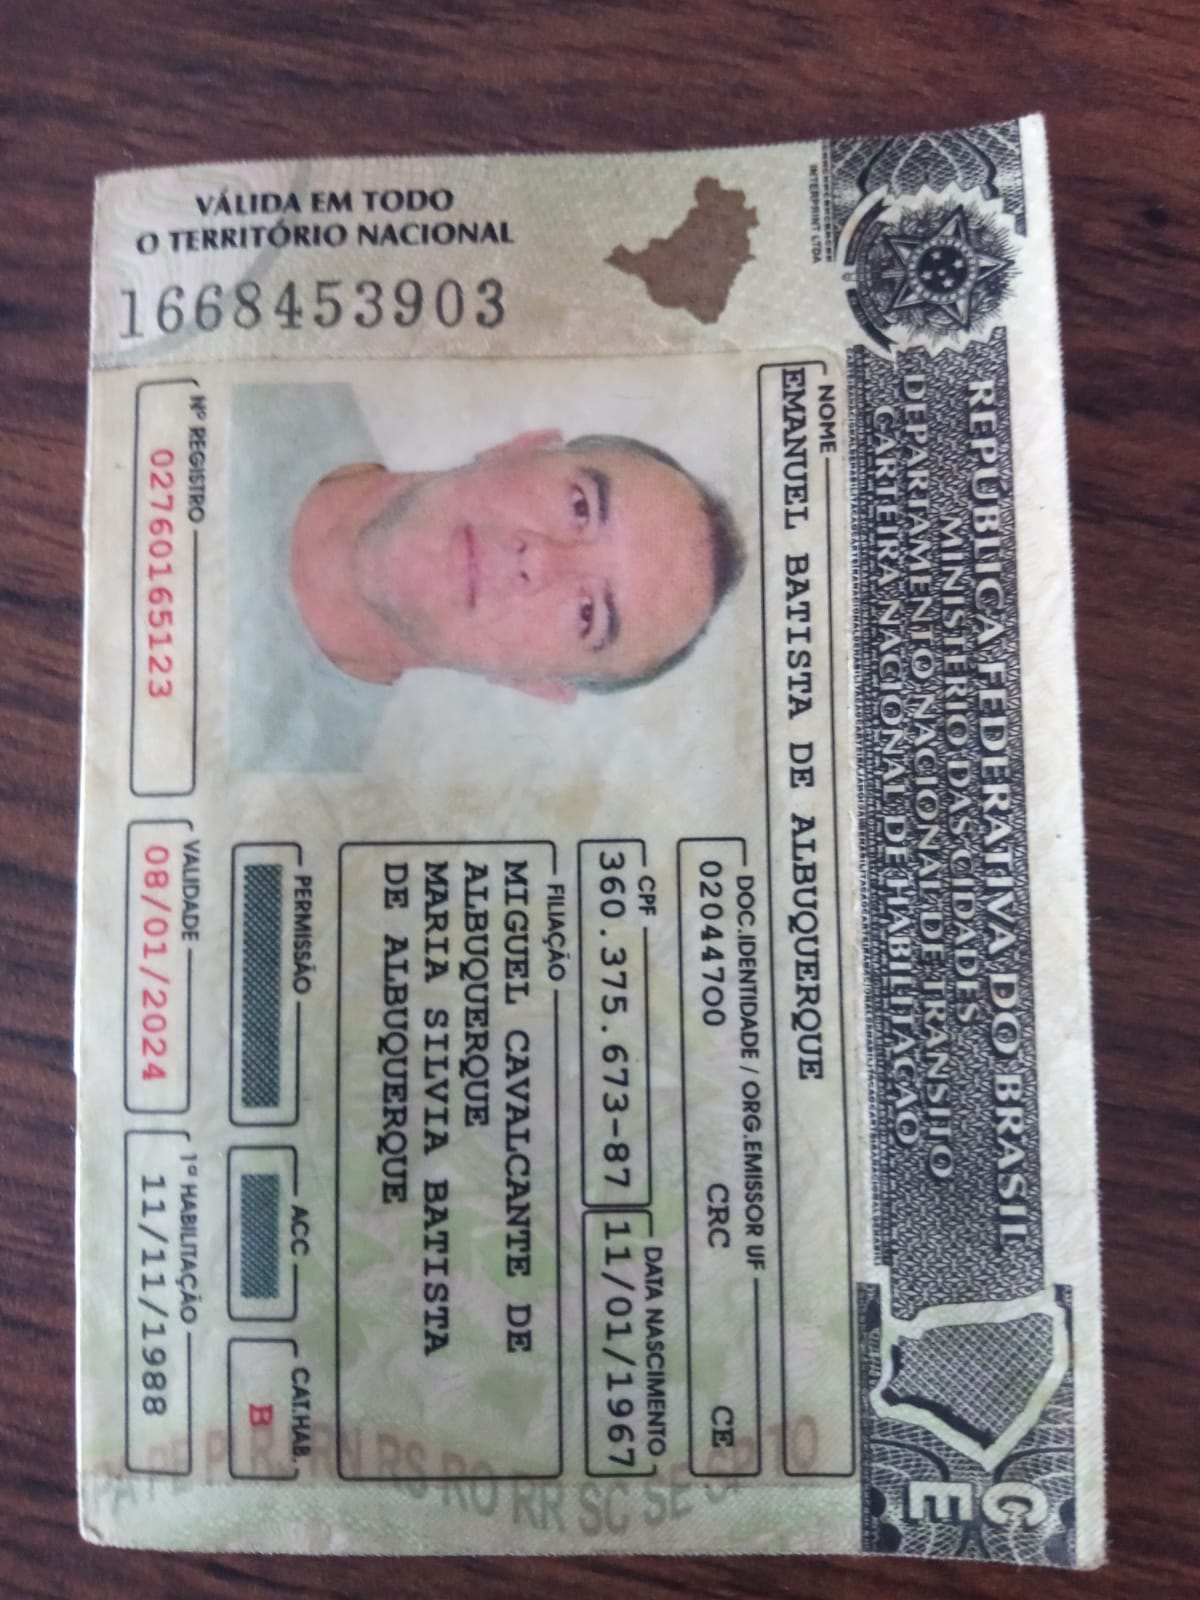 REPÚBLICA FEDERATIVA DO BRASIL
MINISTÉRIO DAS CIDADES
DEPARTAMENTO NACIONAL DE TRÂNSITO
CARTEIRA NACIONAL DE HABILITAÇÃO
CE
INTERPRINT LTDA
VÁLIDA EM TODO
O TERRITÓRIO NACIONAL
1668453903
NOME
EMANUEL BATISTA DE ALBUQUERQUE
DOC.IDENTIDADE / ORG.EMISSOR UF
02044700 CRC CE
CPF
360.375.673-87
DATA NASCIMENTO
11/01/1967
FILIAÇÃO
MIGUEL CAVALCANTE DE
ALBUQUERQUE
MARIA SILVIA BATISTA
DE ALBUQUERQUE
PERMISSÃO
ACC
CAT.HAB.
B
Nº REGISTRO
02760165123
VALIDADE
08/01/2024
1ª HABILITAÇÃO
11/11/1988
PA PE PI RJ RN RS RO RR SC SE SP TO